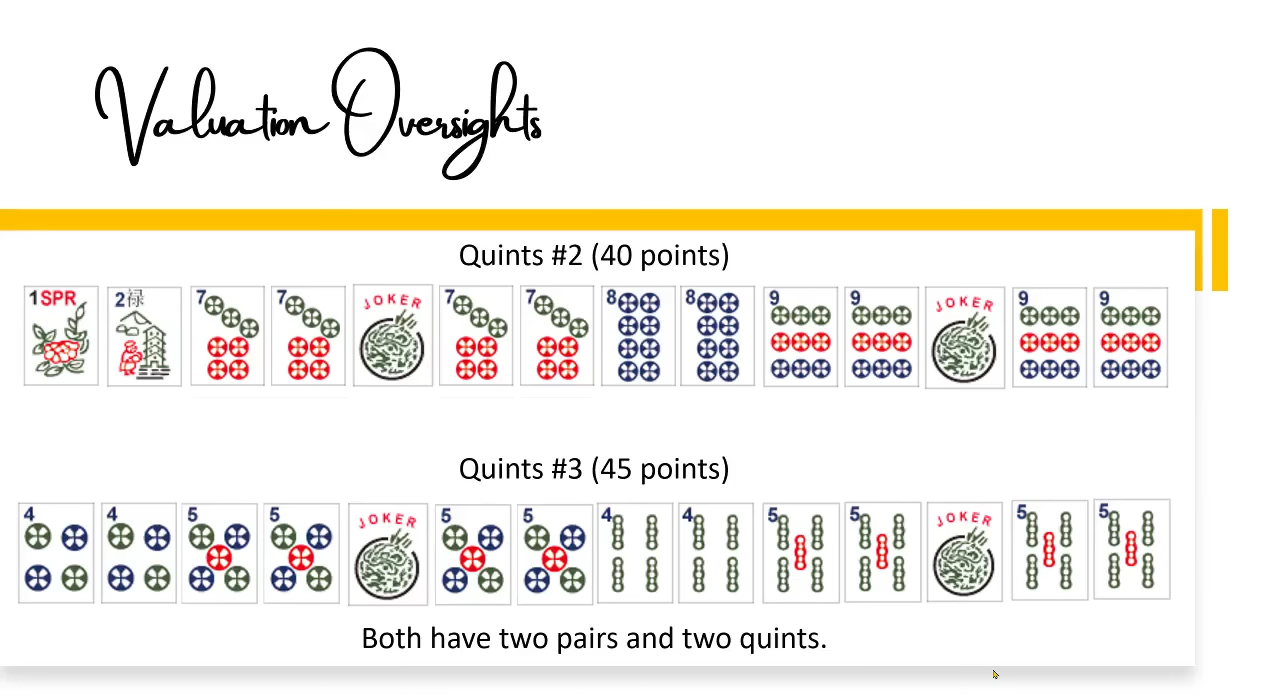 Valuation Oversights
Quints #2 (40 points)
1 SPR 2 禄 7 7 JOKER 7 7 8 8 9 9 JOKER 9 9
Quints #3 (45 points)
4 4 5 5 JOKER 5 5 4 4 5 5 JOKER 5 5
Both have two pairs and two quints.